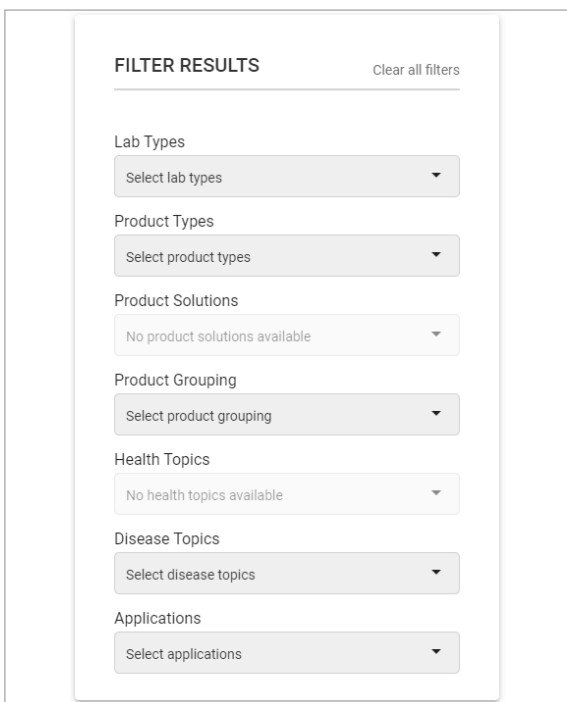 FILTER RESULTS Clear all filters
Lab Types
Select lab types
Product Types
Select product types
Product Solutions
No product solutions available
Product Grouping
Select product grouping
Health Topics
No health topics available
Disease Topics
Select disease topics
Applications
Select applications